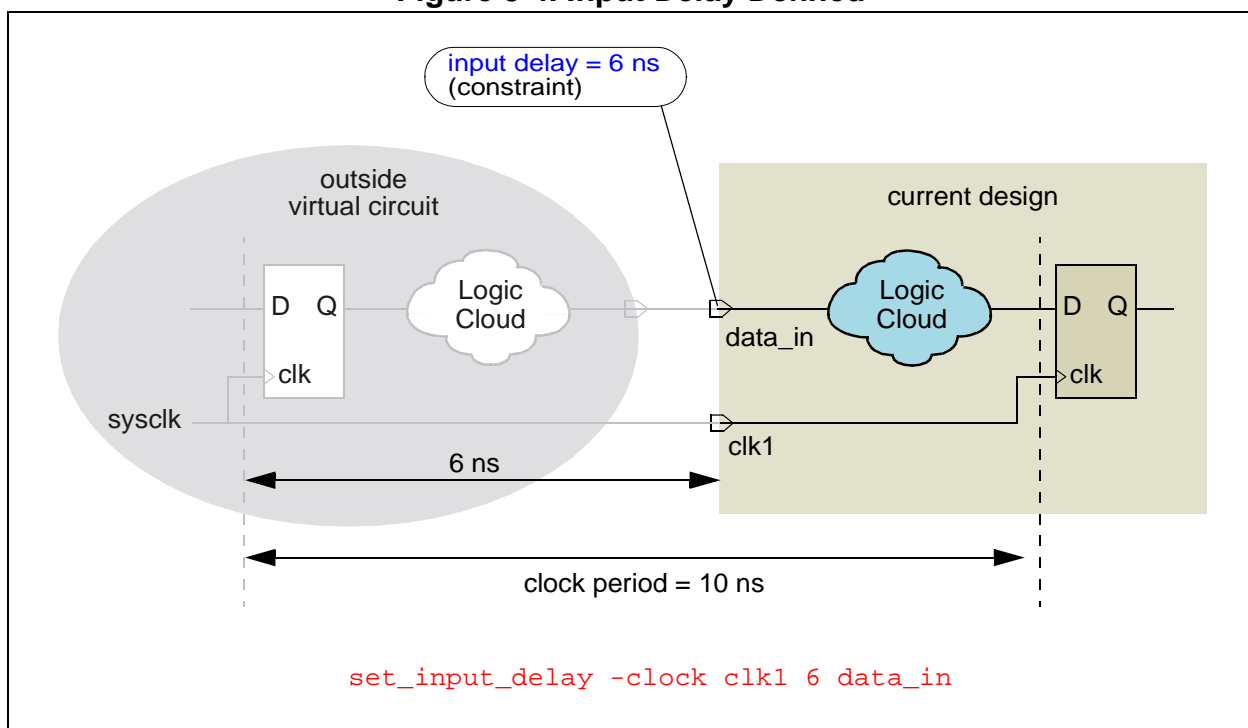 input delay = 6 ns
(constraint)
outside
virtual circuit
current design
D Q
Logic
Cloud
clk
sysclk
data_in
Logic
Cloud
D Q
clk
clk1
6 ns
clock period = 10 ns
set_input_delay -clock clk1 6 data_in